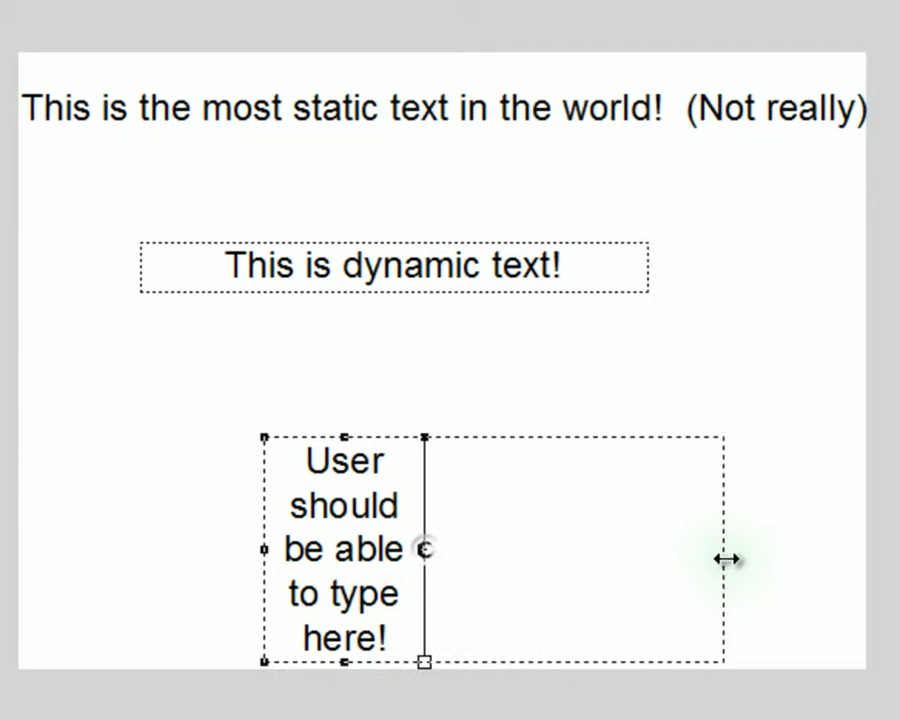 This is the most static text in the world!  (Not really)
This is dynamic text!
User
should
be able
to type
here!